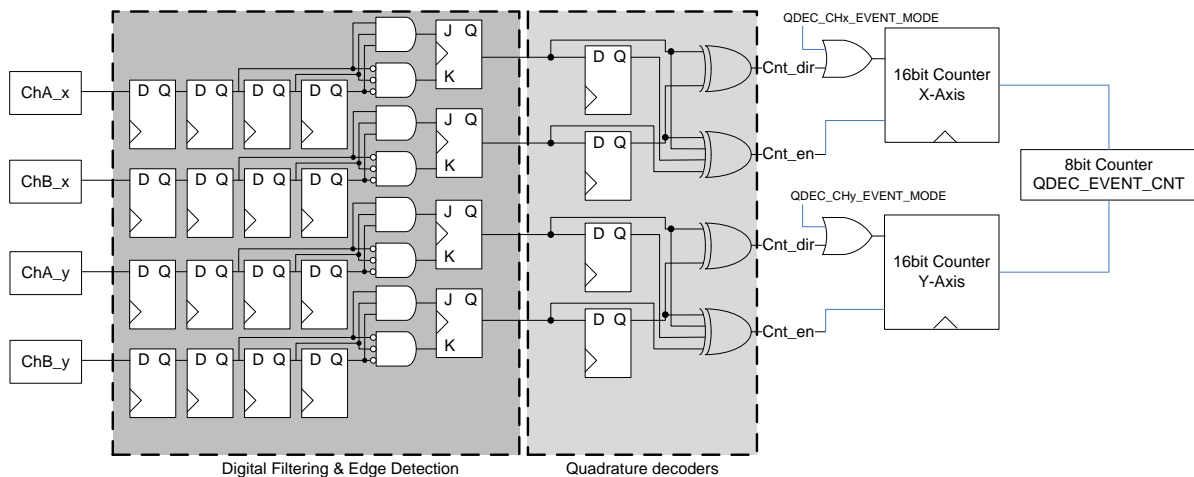 QDEC_CHx_EVENT_MODE
J Q
K
ChA_x
D Q D Q D Q D Q
D Q
Cnt_dir
16bit Counter
X-Axis
J Q
K
ChB_x
D Q D Q D Q D Q
D Q
Cnt_en
8bit Counter
QDEC_EVENT_CNT
QDEC_CHy_EVENT_MODE
J Q
K
ChA_y
D Q D Q D Q D Q
D Q
Cnt_dir
16bit Counter
Y-Axis
J Q
K
ChB_y
D Q D Q D Q D Q
D Q
Cnt_en
Digital Filtering & Edge Detection
Quadrature decoders